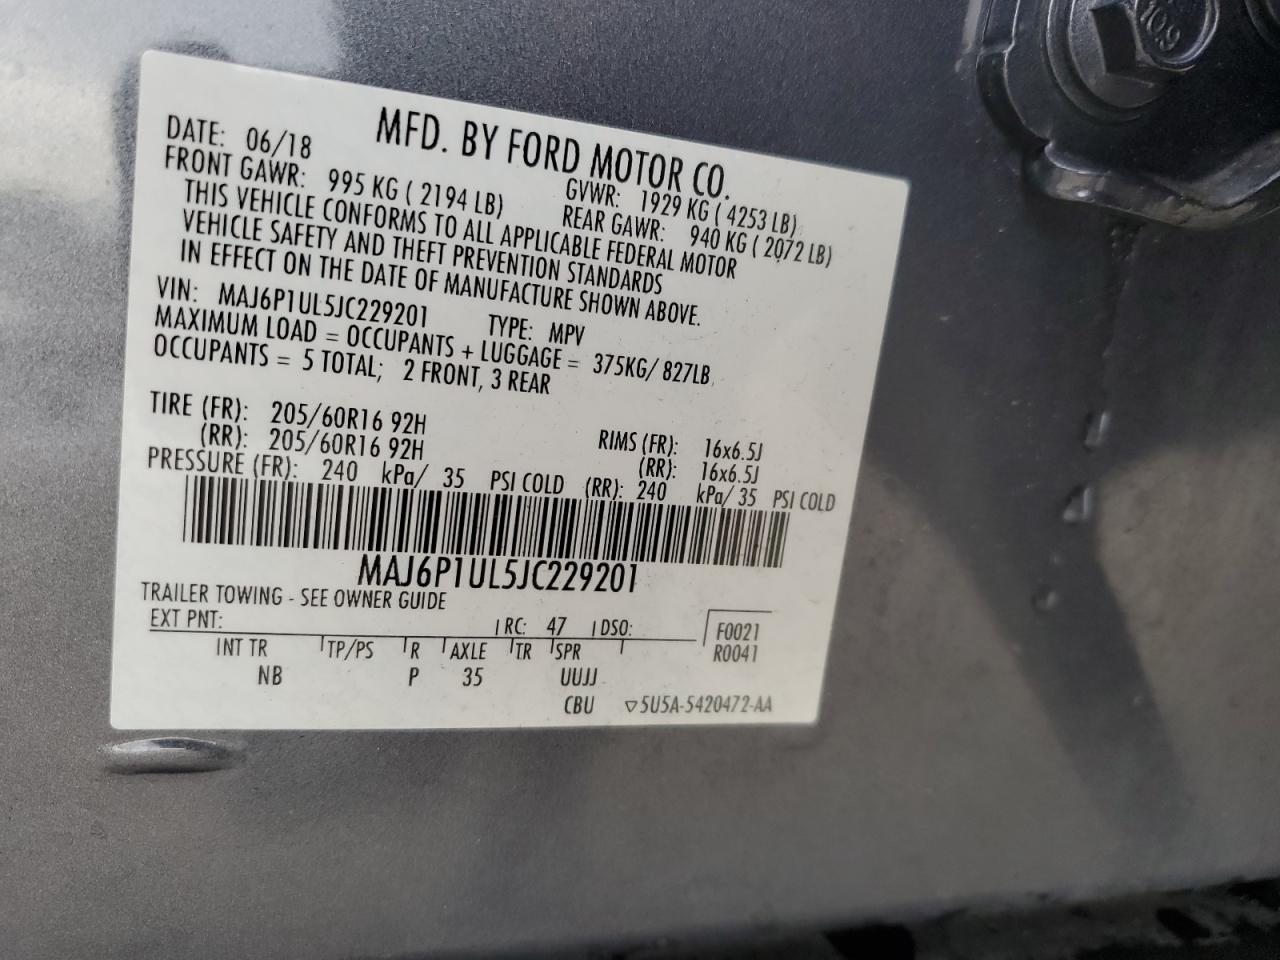 10.9
MFD. BY FORD MOTOR CO.
DATE: 06/18 GVWR: 1929 KG ( 4253 LB)
FRONT GAWR: 995 KG ( 2194 LB) REAR GAWR: 940 KG ( 2072 LB)
THIS VEHICLE CONFORMS TO ALL APPLICABLE FEDERAL MOTOR
VEHICLE SAFETY AND THEFT PREVENTION STANDARDS
IN EFFECT ON THE DATE OF MANUFACTURE SHOWN ABOVE.
VIN: MAJ6P1UL5JC229201 TYPE: MPV
MAXIMUM LOAD = OCCUPANTS + LUGGAGE = 375KG/ 827LB
OCCUPANTS = 5 TOTAL; 2 FRONT, 3 REAR
TIRE (FR): 205/60R16 92H RIMS (FR): 16x6.5J
(RR): 205/60R16 92H (RR): 16x6.5J
PRESSURE (FR): 240 kPa/ 35 PSI COLD (RR): 240 kPa/ 35 PSI COLD
MAJ6P1UL5JC229201
TRAILER TOWING - SEE OWNER GUIDE
EXT PNT: RC: 47 DSO: F0021
INT TR TP/PS R AXLE TR SPR R0041
NB P 35 UUJJ
CBU ▽5U5A-5420472-AA